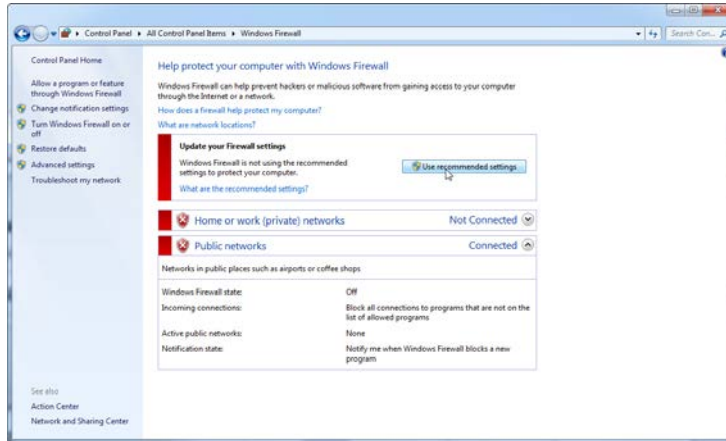 Control Panel ▸ All Control Panel Items ▸ Windows Firewall
Search Con...
Control Panel Home
Allow a program or feature
through Windows Firewall
Change notification settings
Turn Windows Firewall on or
off
Restore defaults
Advanced settings
Troubleshoot my network
See also
Action Center
Network and Sharing Center
Help protect your computer with Windows Firewall
Windows Firewall can help prevent hackers or malicious software from gaining access to your computer
through the Internet or a network.
How does a firewall help protect my computer?
What are network locations?
Update your Firewall settings
Windows Firewall is not using the recommended
settings to protect your computer.
What are the recommended settings?
Use recommended settings
Home or work (private) networks Not Connected
Public networks Connected
Networks in public places such as airports or coffee shops
Windows Firewall state: Off
Incoming connections: Block all connections to programs that are not on the
list of allowed programs
Active public networks: None
Notification state: Notify me when Windows Firewall blocks a new
program